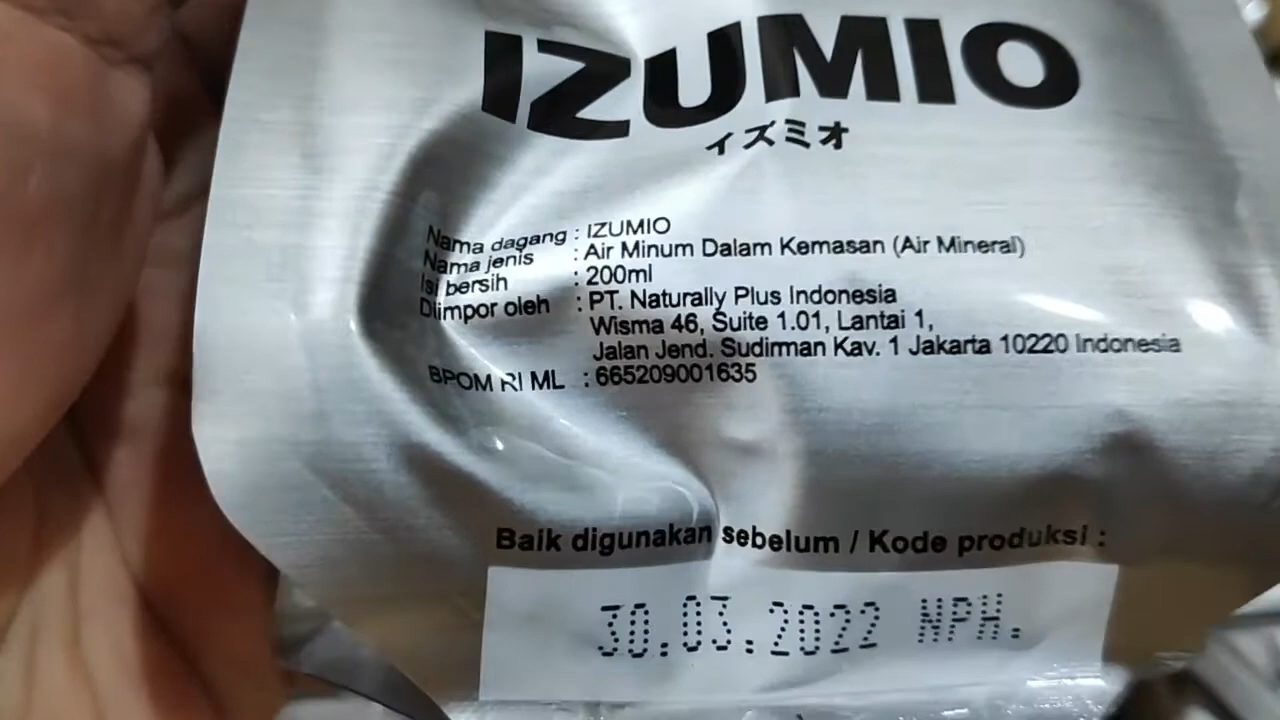 IZUMIO
イズミオ
Nama dagang : IZUMIO
Nama jenis : Air Minum Dalam Kemasan (Air Mineral)
Isi bersih : 200ml
Diimpor oleh : PT. Naturally Plus Indonesia
Wisma 46, Suite 1.01, Lantai 1,
Jalan Jend. Sudirman Kav. 1 Jakarta 10220 Indonesia
BPOM RI ML : 665209001635
Baik digunakan sebelum / Kode produksi :
30.03.2022 NPH.